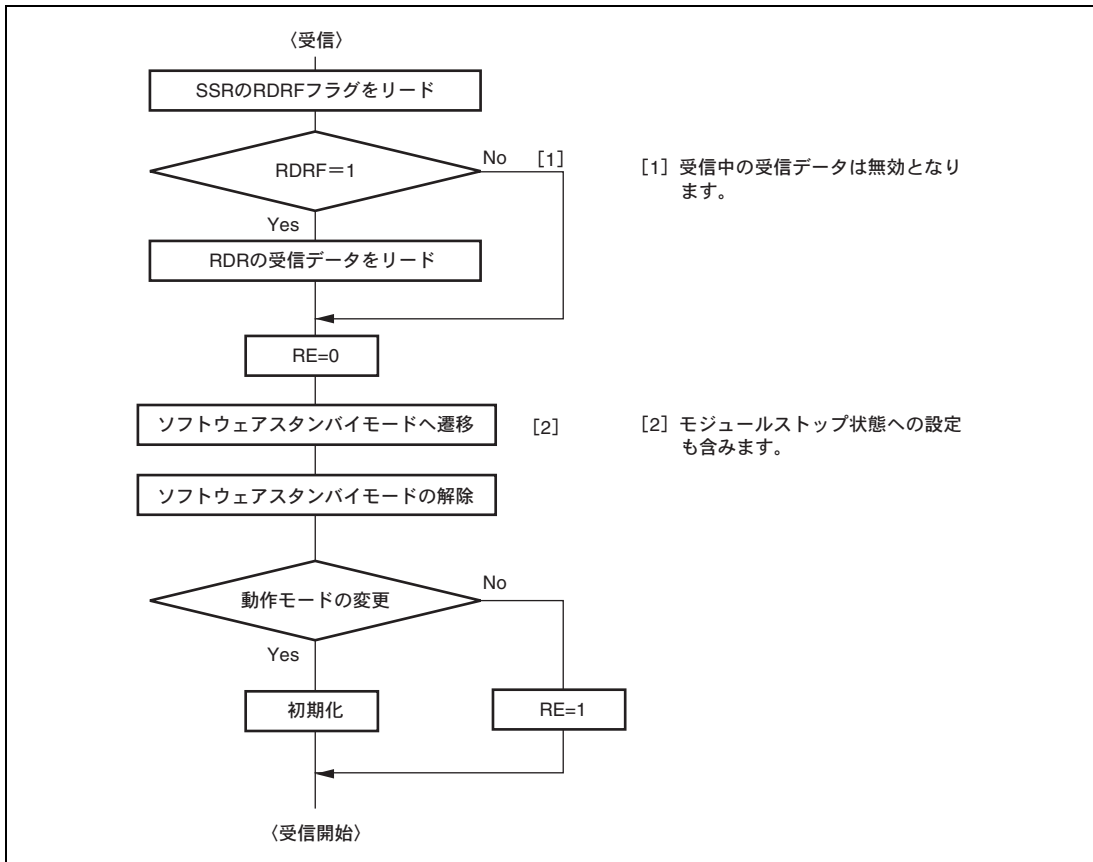 〈受信〉
SSRのRDRFフラグをリード
RDRF＝1
No
[1]
[1] 受信中の受信データは無効となり
ます。
Yes
RDRの受信データをリード
RE=0
ソフトウェアスタンバイモードへ遷移
[2]
[2] モジュールストップ状態への設定
も含みます。
ソフトウェアスタンバイモードの解除
動作モードの変更
No
Yes
初期化
RE=1
〈受信開始〉